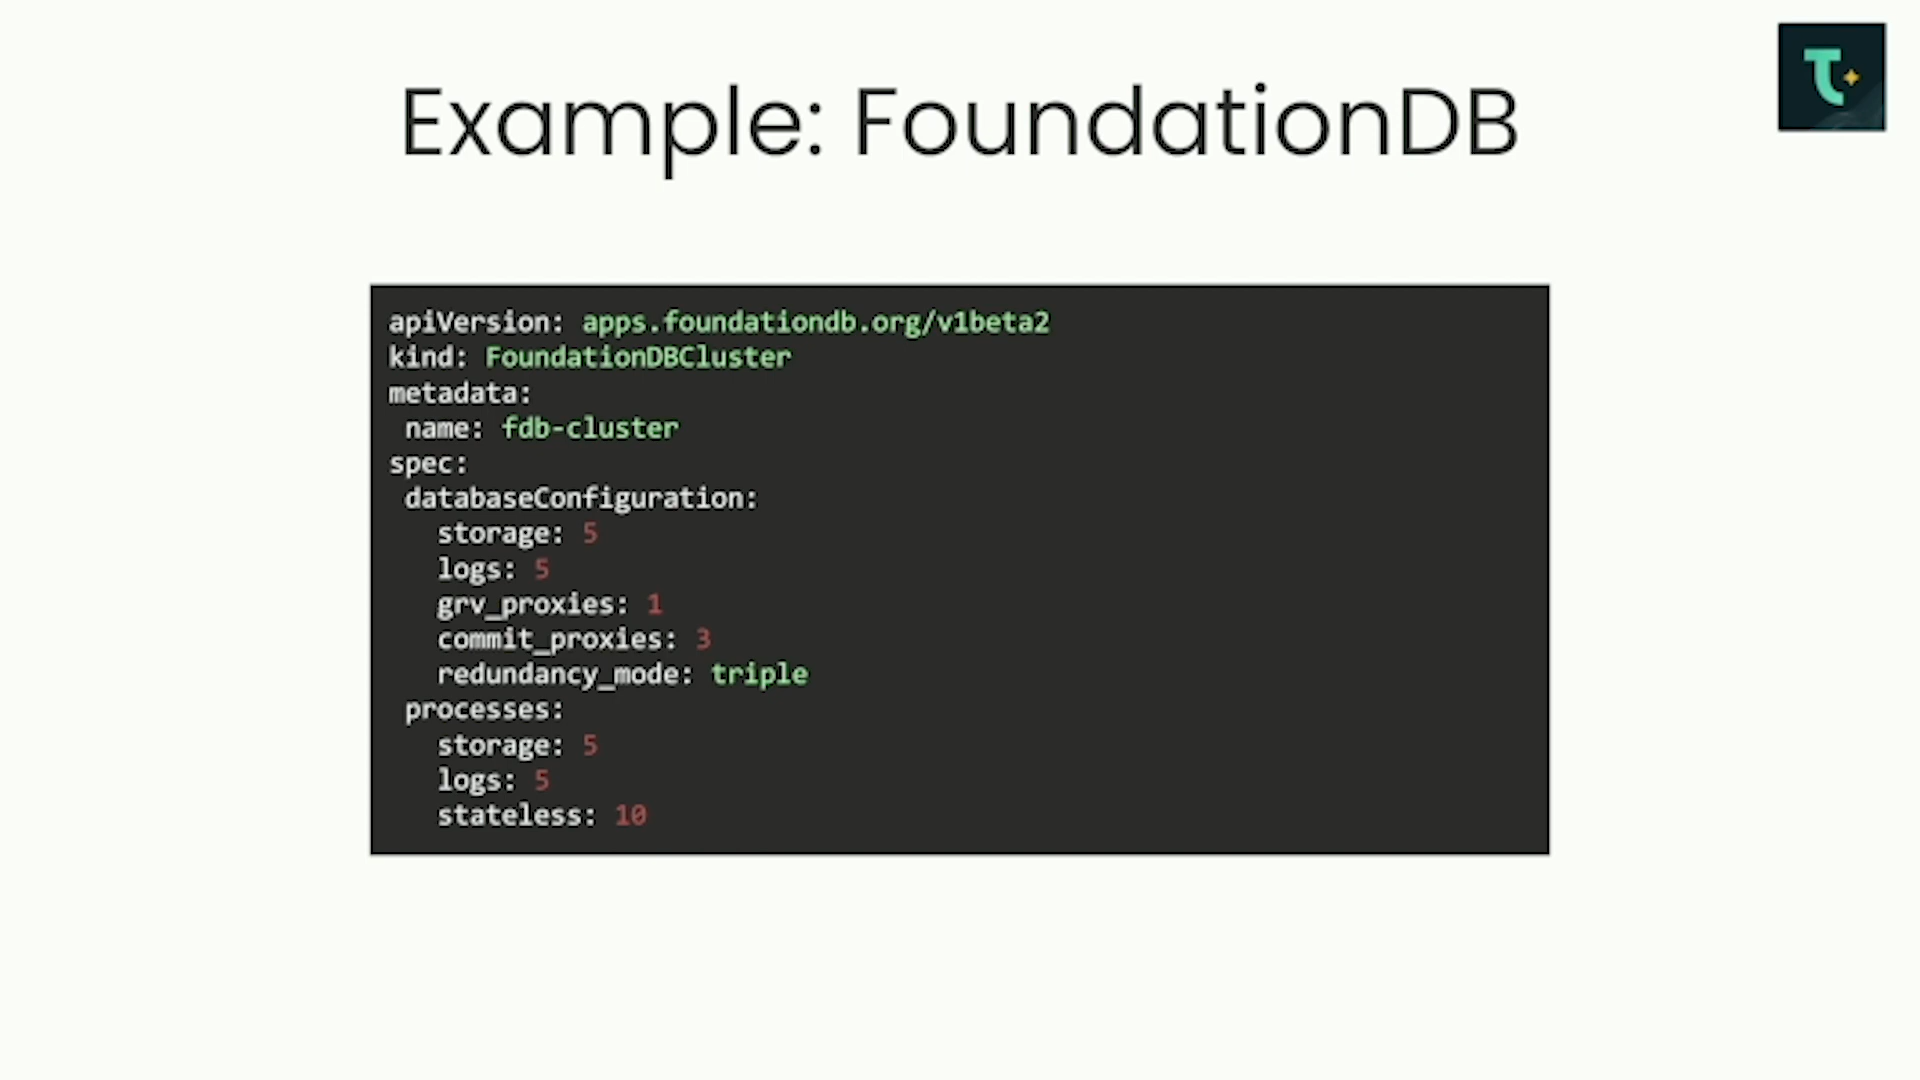 Example: FoundationDB
apiVersion: apps.foundationdb.org/v1beta2
kind: FoundationDBCluster
metadata:
 name: fdb-cluster
spec:
 databaseConfiguration:
   storage: 5
   logs: 5
   grv_proxies: 1
   commit_proxies: 3
   redundancy_mode: triple
 processes:
   storage: 5
   logs: 5
   stateless: 10